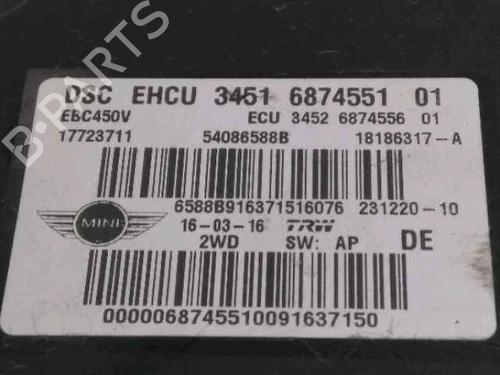 DSC EHCU 3451 6874551 01
EBC450V ECU 3452 6874556 01
17723711 54086588B 18186317-A
6588B916371516076 231220-10
MINI 16-03-16 TRW
2WD SW: AP DE
0000068745510091637150
B-PARTS